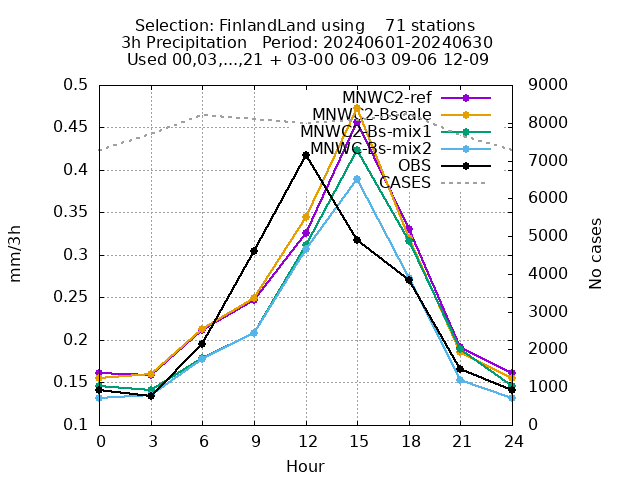 Selection: FinlandLand using    71 stations
3h Precipitation   Period: 20240601-20240630
Used 00,03,...,21 + 03-00 06-03 09-06 12-09
0.5
0.45
0.4
0.35
0.3
0.25
0.2
0.15
0.1
mm/3h
9000
8000
7000
6000
5000
4000
3000
2000
1000
0
No cases
MNWC2-ref
MNWC2-Bscale
MNWC2-Bs-mix1
MNWC-Bs-mix2
OBS
CASES
0 3 6 9 12 15 18 21 24
Hour